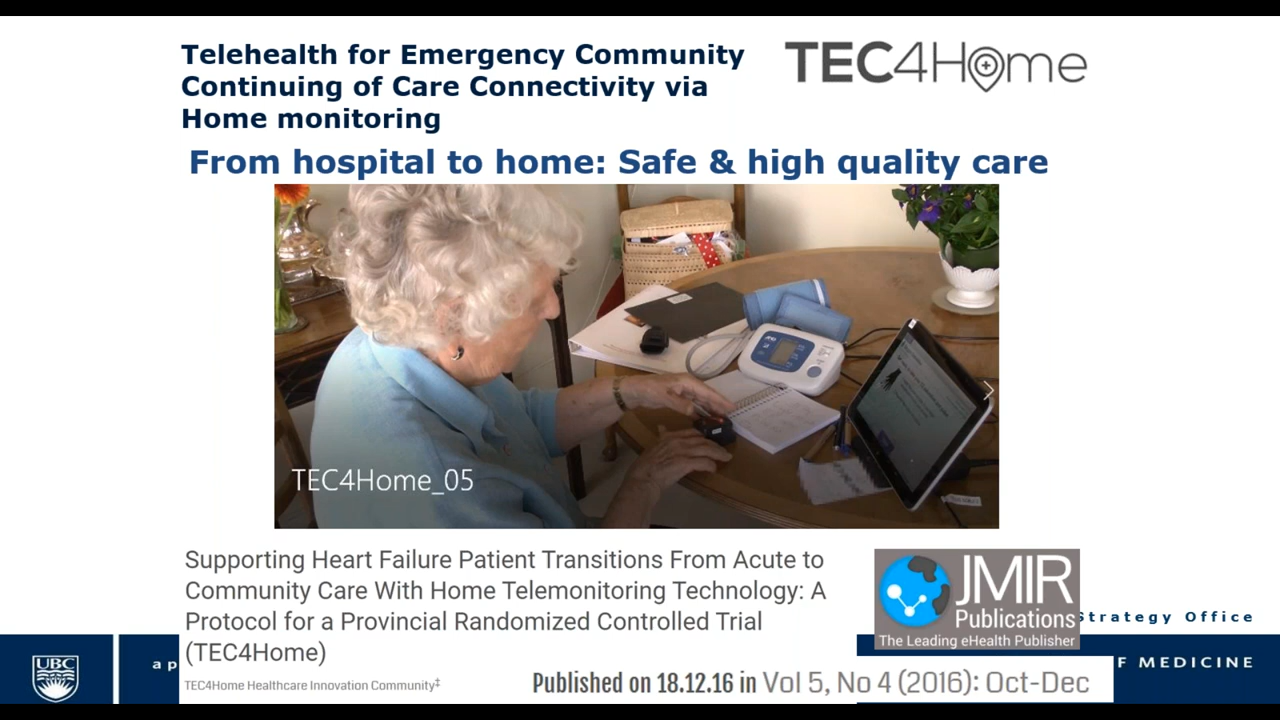 Telehealth for Emergency Community
Continuing of Care Connectivity via
Home monitoring
TEC4Home
From hospital to home: Safe & high quality care
TEC4Home_05
Supporting Heart Failure Patient Transitions From Acute to
Community Care With Home Telemonitoring Technology: A
Protocol for a Provincial Randomized Controlled Trial
(TEC4Home)
TEC4Home Healthcare Innovation Community‡
JMIR
Publications
The Leading eHealth Publisher
Strategy Office
UBC
a p
F MEDICINE
Published on 18.12.16 in Vol 5, No 4 (2016): Oct-Dec